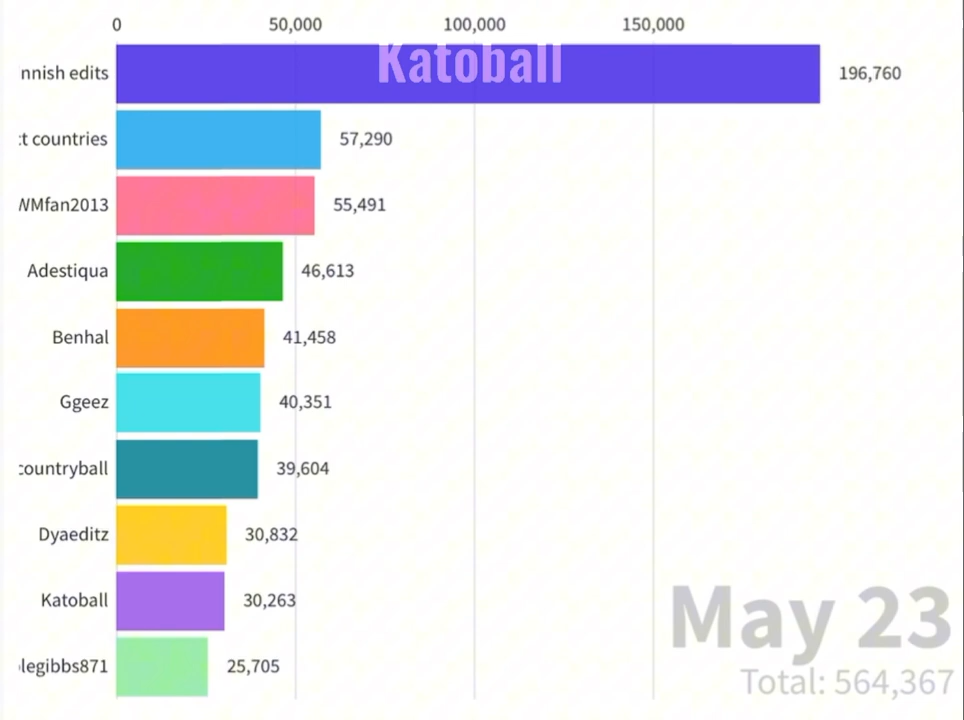 0 50,000 100,000 150,000
Katoball
nnish edits 196,760
t countries 57,290
WMfan2013 55,491
Adestiqua 46,613
Benhal 41,458
Ggeez 40,351
countryball 39,604
Dyaeditz 30,832
Katoball 30,263
legibbs871 25,705
May 23
Total: 564,367